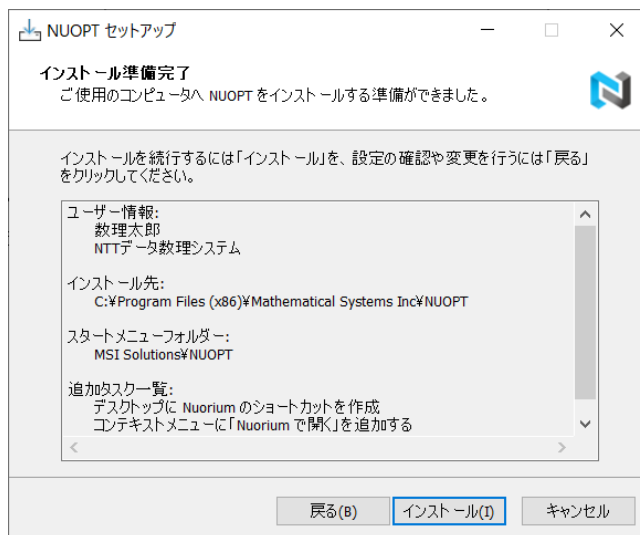 NUOPT セットアップ
インストール準備完了
ご使用のコンピュータへ NUOPT をインストールする準備ができました。
インストールを続行するには「インストール」を、設定の確認や変更を行うには「戻る」
をクリックしてください。
ユーザー情報:
数理太郎
NTTデータ数理システム
インストール先:
C:¥Program Files (x86)¥Mathematical Systems Inc¥NUOPT
スタートメニューフォルダー:
MSI Solutions¥NUOPT
追加タスク一覧:
デスクトップに Nuorium のショートカットを作成
コンテキストメニューに「Nuorium で開く」を追加する
戻る(B) インストール(I) キャンセル